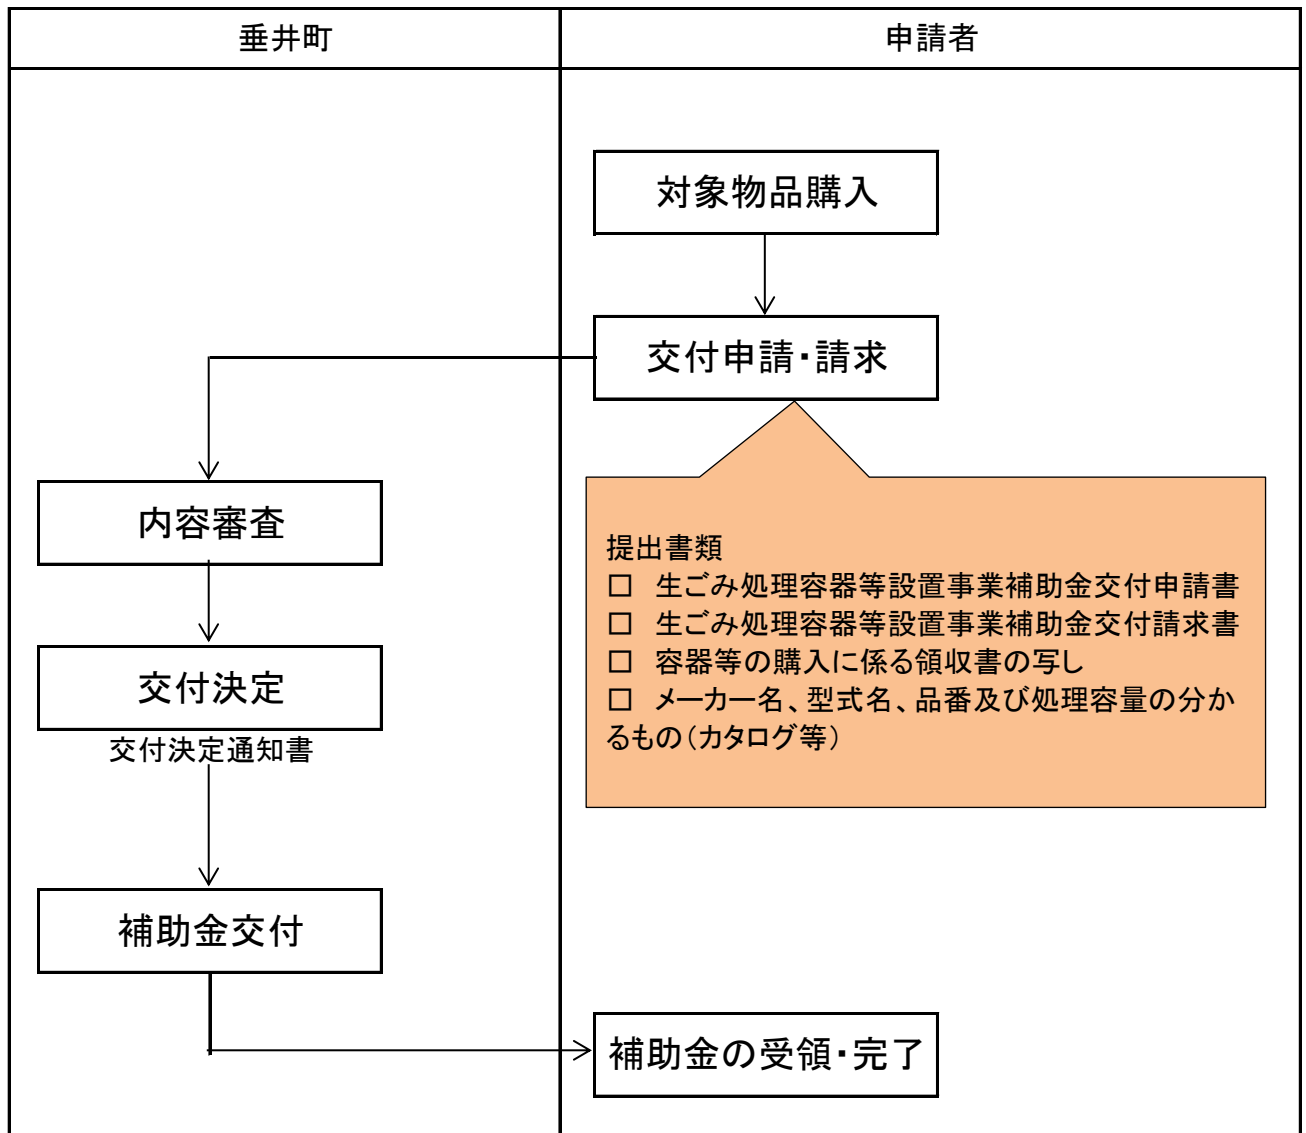 垂井町
申請者
対象物品購入
交付申請・請求
提出書類
□ 生ごみ処理容器等設置事業補助金交付申請書
□ 生ごみ処理容器等設置事業補助金交付請求書
□ 容器等の購入に係る領収書の写し
□ メーカー名、型式名、品番及び処理容量の分か
るもの（カタログ等）
内容審査
交付決定
交付決定通知書
補助金交付
補助金の受領・完了